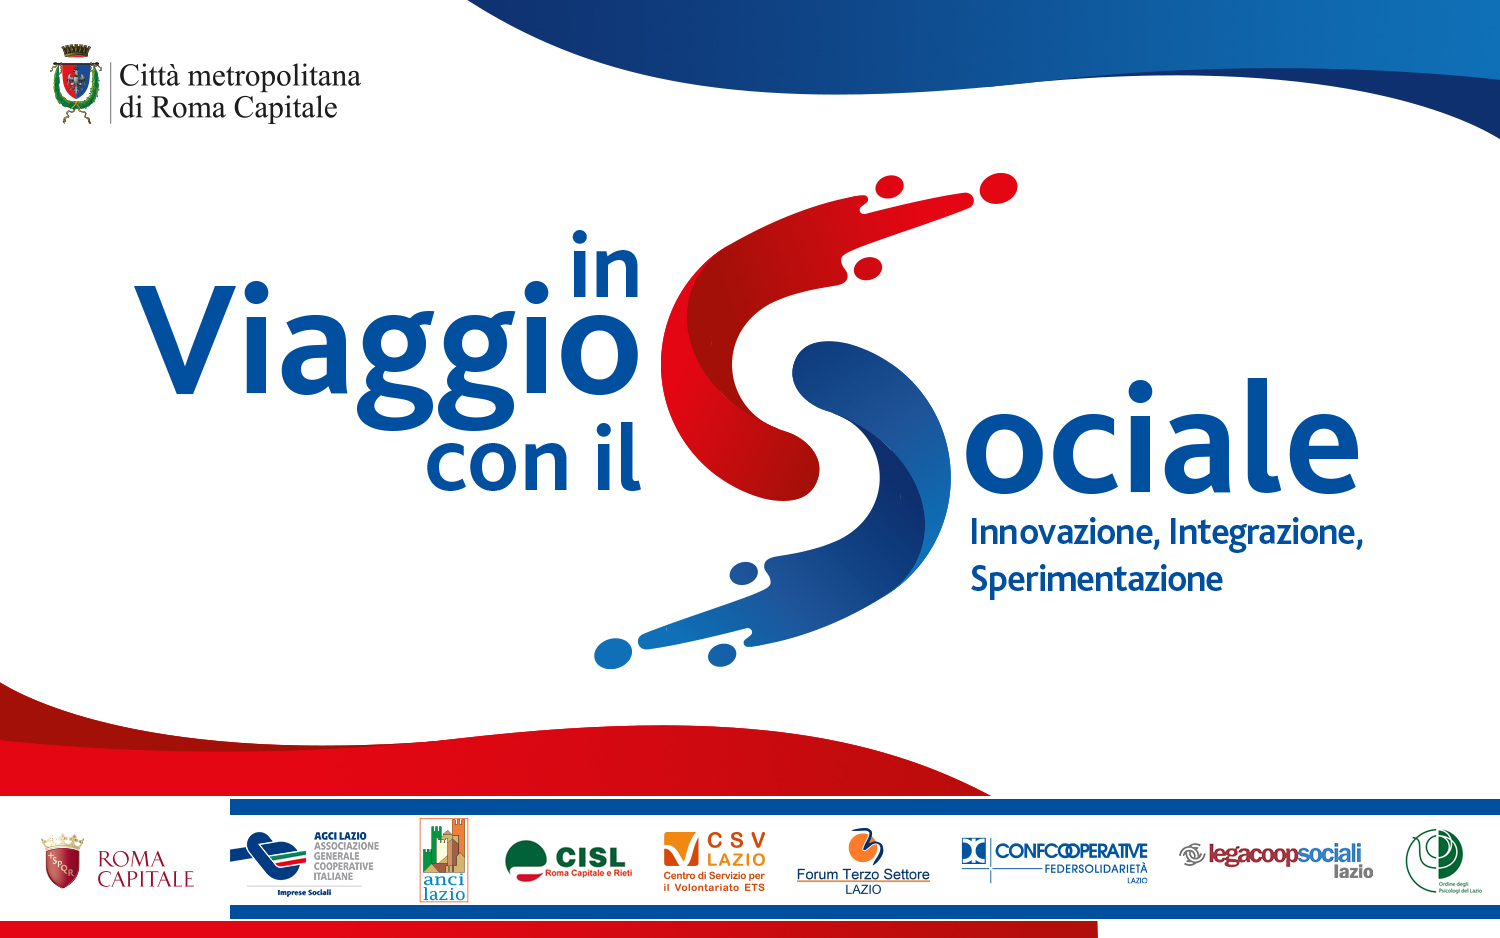 Città metropolitana
di Roma Capitale
in
Viaggio
con il
Sociale
Innovazione, Integrazione,
Sperimentazione
SPQR
ROMA
CAPITALE
AGCI LAZIO
ASSOCIAZIONE
GENERALE
COOPERATIVE
ITALIANE
Imprese Sociali
anci
lazio
CISL
Roma Capitale e Rieti
CSV
LAZIO
Centro di Servizio per
il Volontariato ETS
Forum Terzo Settore
LAZIO
CONFCOOPERATIVE
FEDERSOLIDARIETÀ
LAZIO
legacoopsociali
lazio
Ordine degli
Psicologi del Lazio